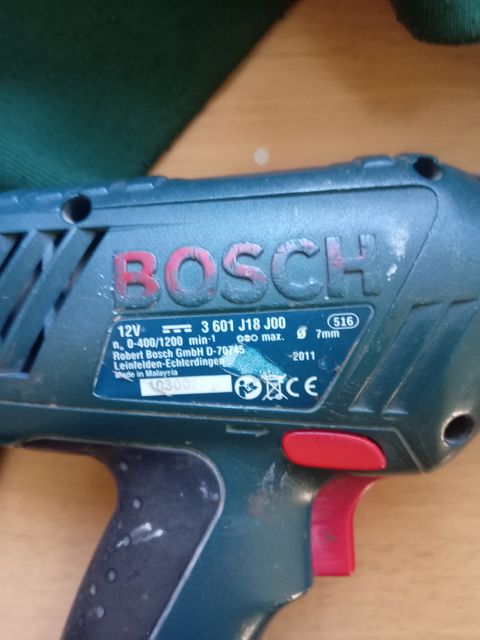 BOSCH
12V 3 601 J18 J00 516
n₀ 0-400/1200 min-1 max. ø 7mm
Robert Bosch GmbH D-70745
Leinfelden-Echterdingen 2011
Made in Malaysia
CE